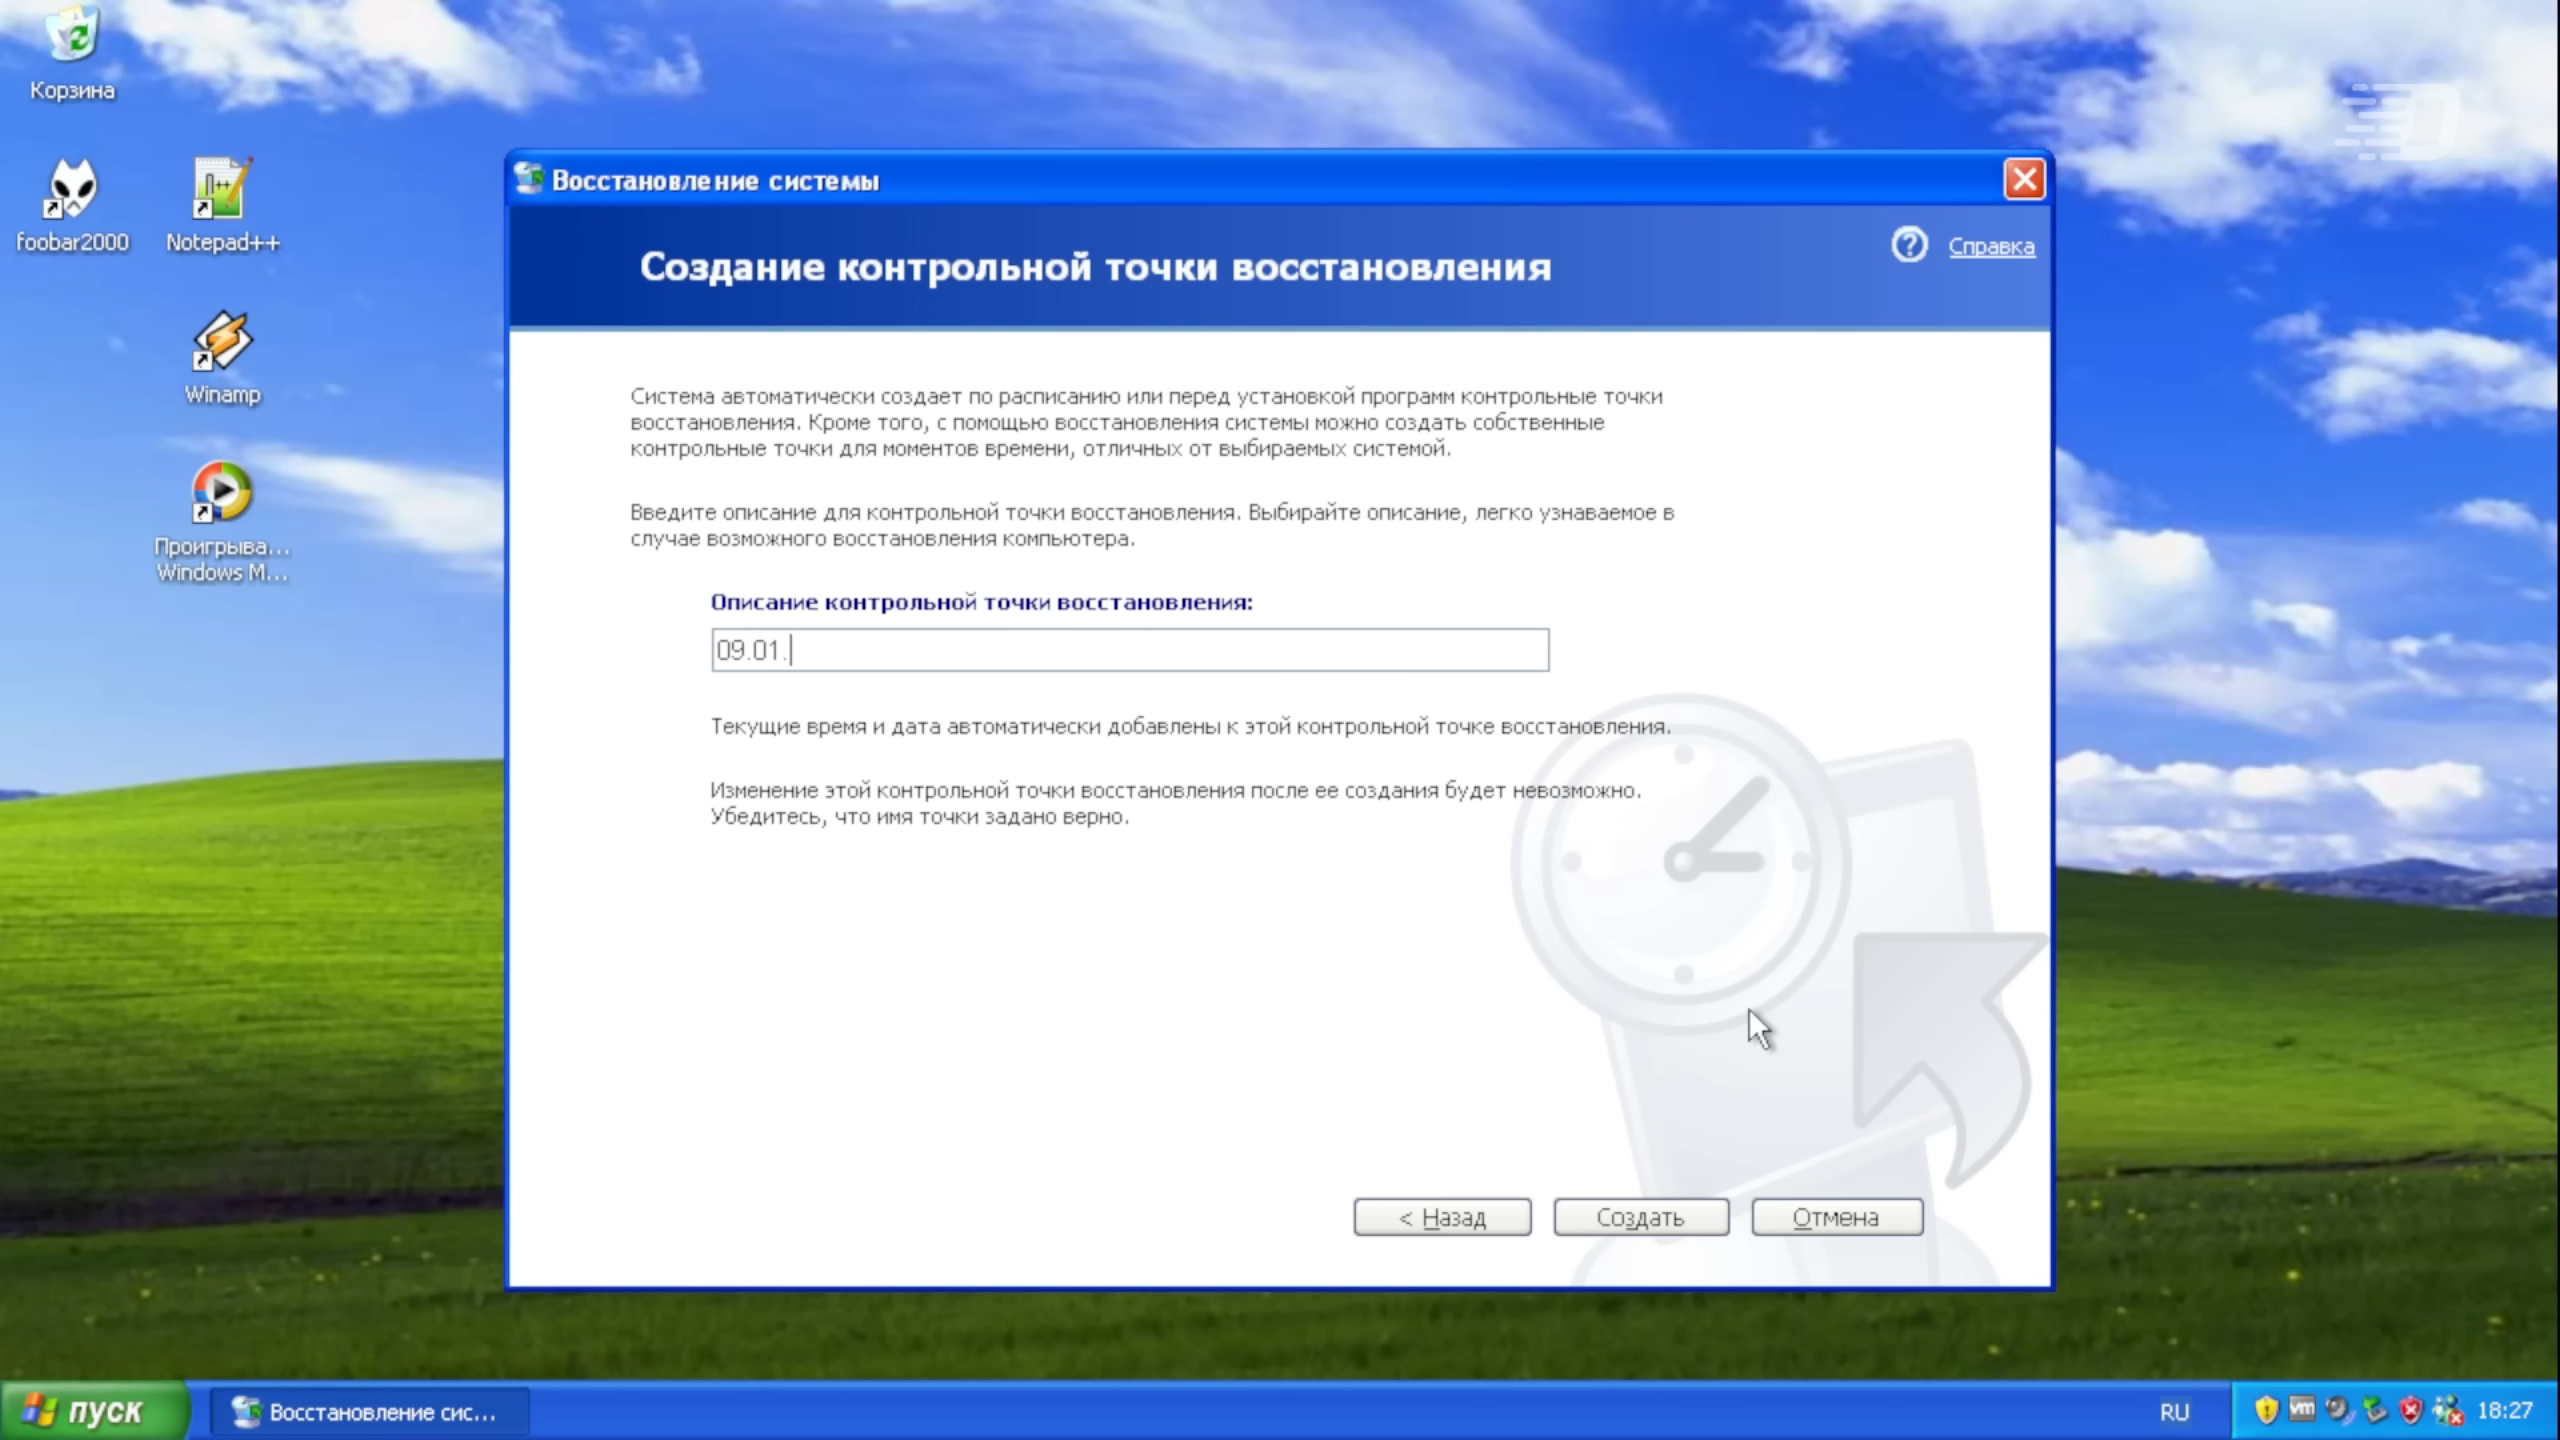 Корзина
foobar2000
Notepad++
Winamp
Проигрыва...
Windows M...
Восстановление системы
Создание контрольной точки восстановления
Справка
Система автоматически создает по расписанию или перед установкой программ контрольные точки
восстановления. Кроме того, с помощью восстановления системы можно создать собственные
контрольные точки для моментов времени, отличных от выбираемых системой.
Введите описание для контрольной точки восстановления. Выбирайте описание, легко узнаваемое в
случае возможного восстановления компьютера.
Описание контрольной точки восстановления:
09.01.
Текущие время и дата автоматически добавлены к этой контрольной точке восстановления.
Изменение этой контрольной точки восстановления после ее создания будет невозможно.
Убедитесь, что имя точки задано верно.
< Назад
Создать
Отмена
пуск
Восстановление сис...
RU
vm
18:27